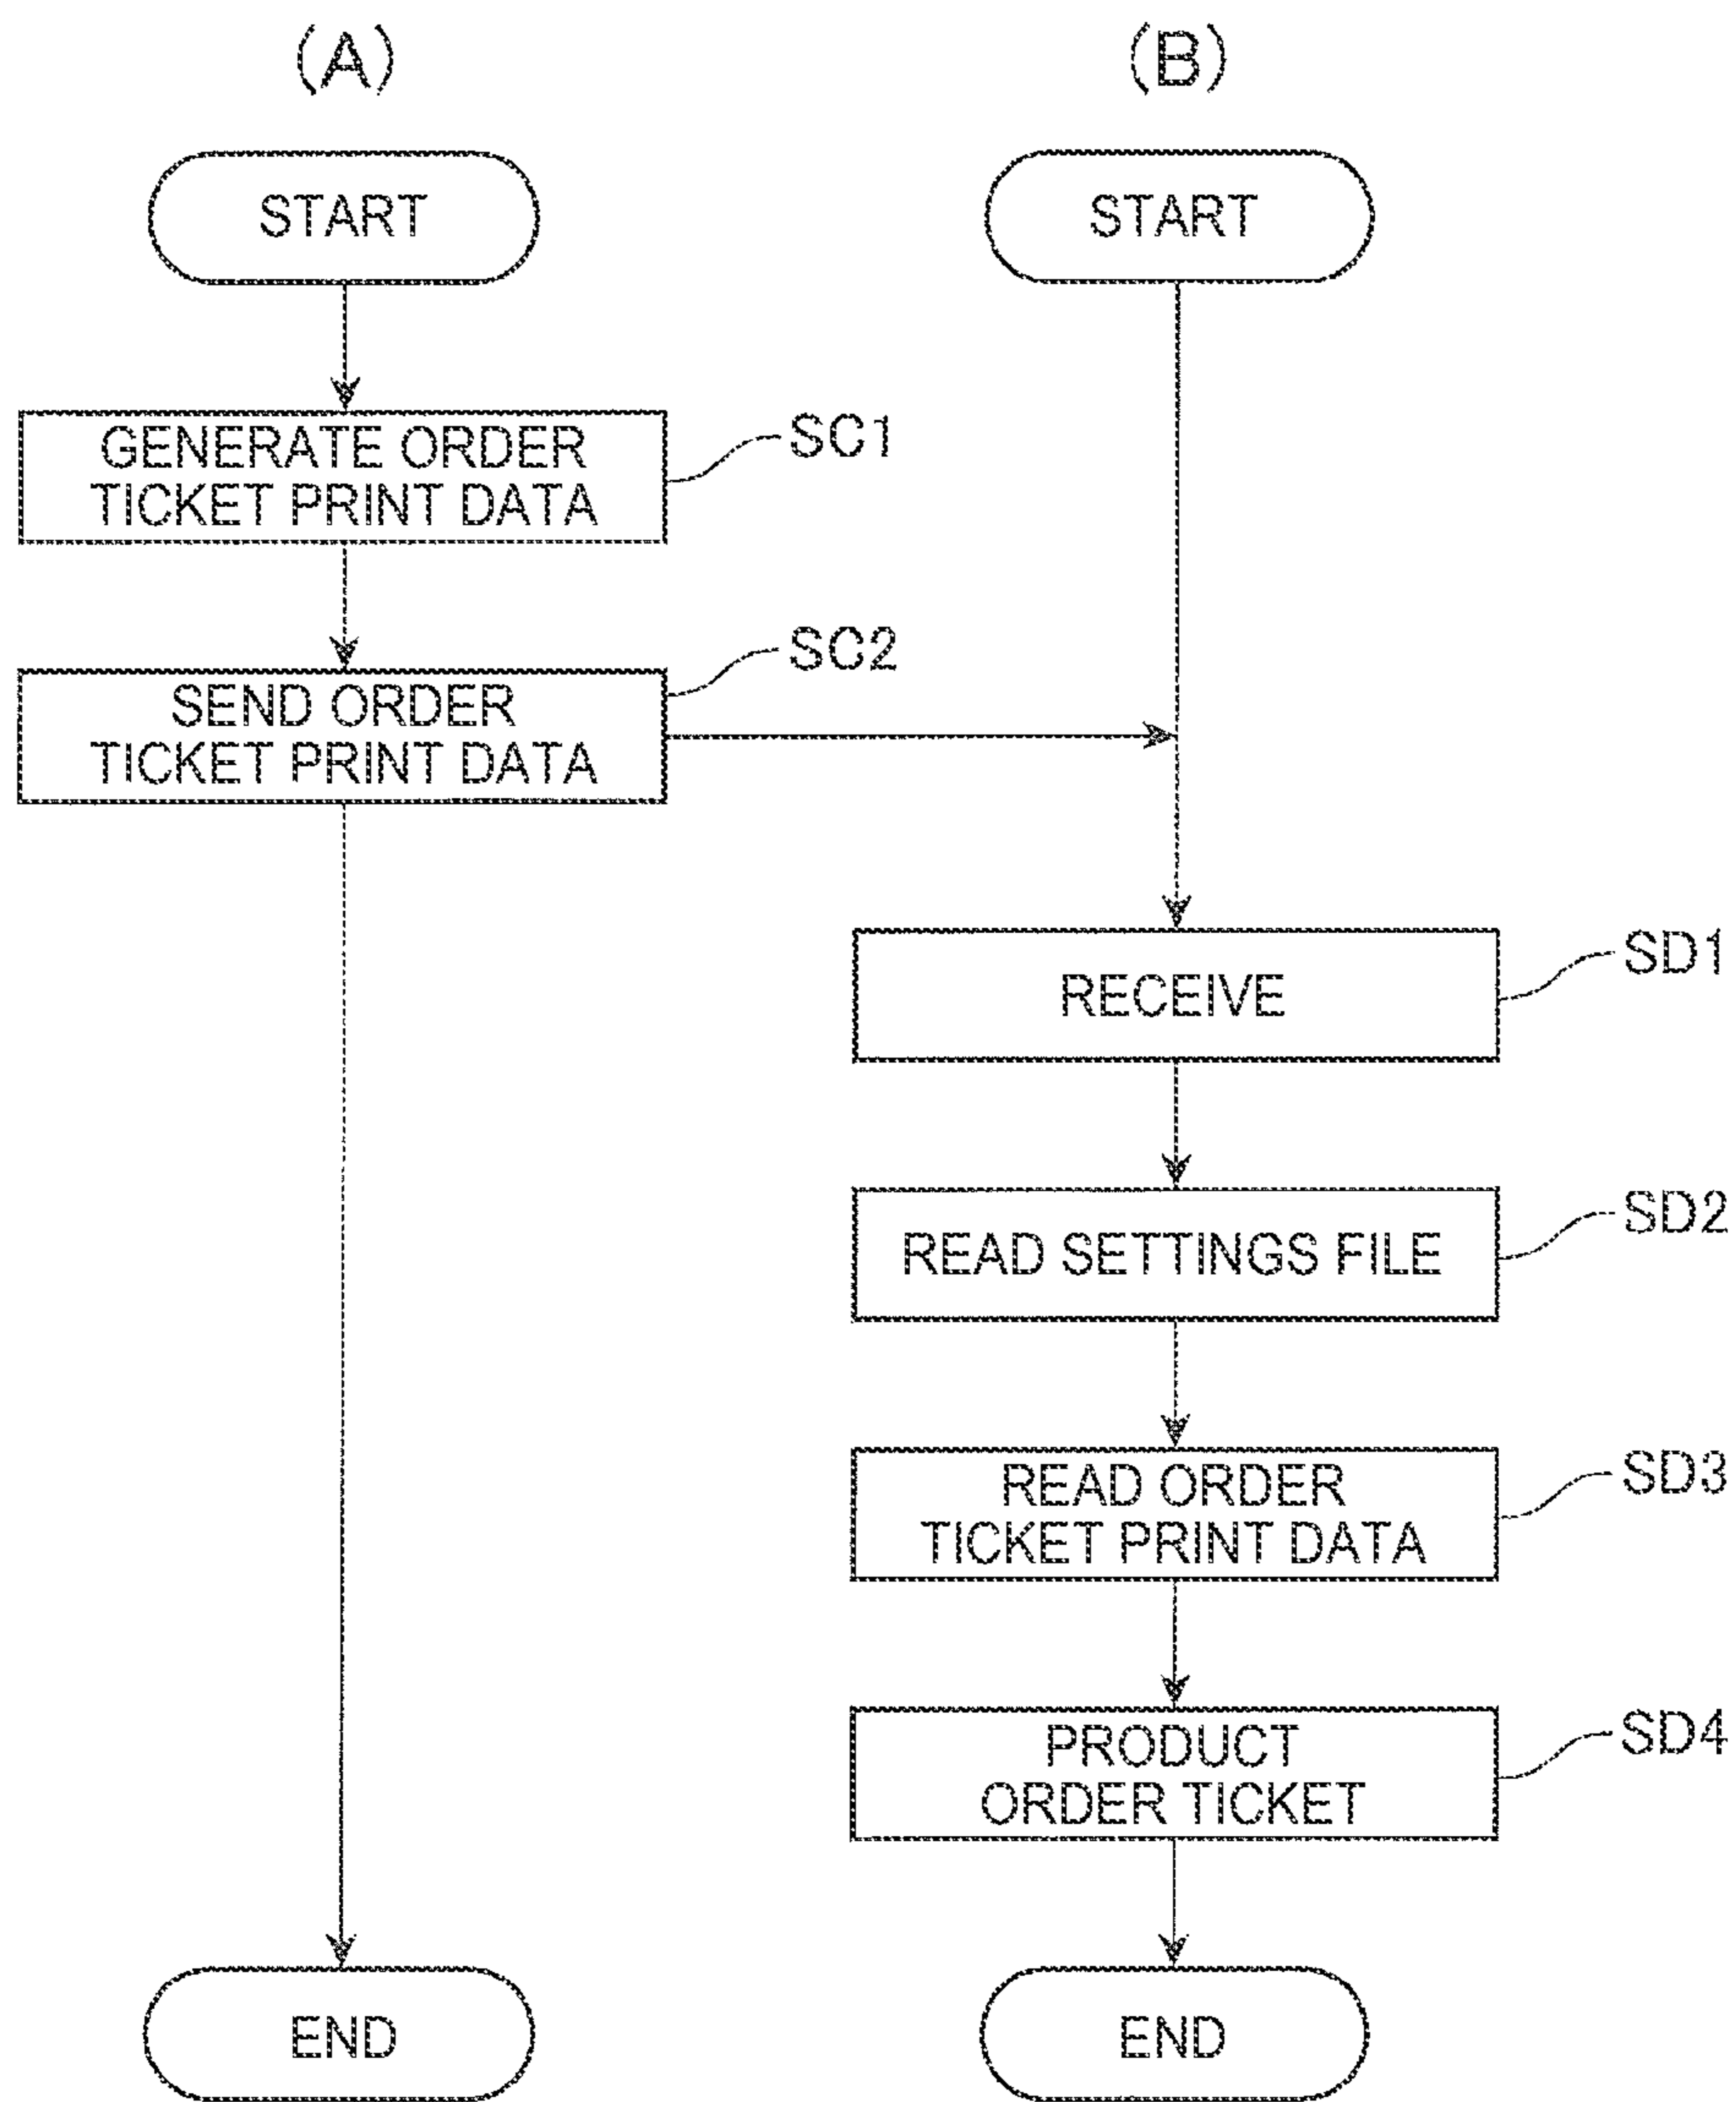 (A)
(B)
START
START
GENERATE ORDER
TICKET PRINT DATA
SC1
SEND ORDER
TICKET PRINT DATA
SC2
RECEIVE
SD1
READ SETTINGS FILE
SD2
READ ORDER
TICKET PRINT DATA
SD3
PRODUCT
ORDER TICKET
SD4
END
END